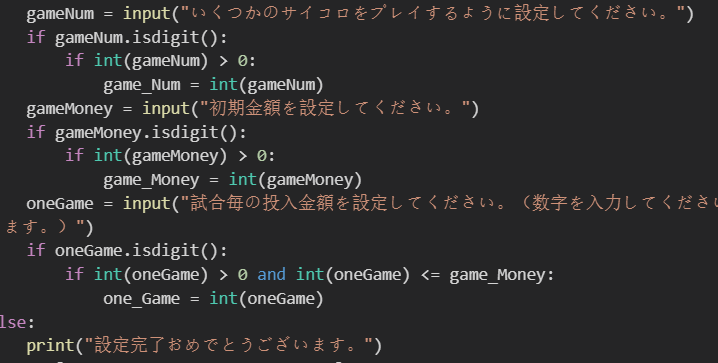 gameNum = input("いくつかのサイコロをプレイするように設定してください。")
if gameNum.isdigit():
if int(gameNum) > 0:
game_Num = int(gameNum)
gameMoney = input("初期金額を設定してください。")
if gameMoney.isdigit():
if int(gameMoney) > 0:
game_Money = int(gameMoney)
oneGame = input("試合毎の投入金額を設定してください。（数字を入力してくださ
ます。）")
if oneGame.isdigit():
if int(oneGame) > 0 and int(oneGame) <= game_Money:
one_Game = int(oneGame)
lse:
print("設定完了おめでとうございます。")